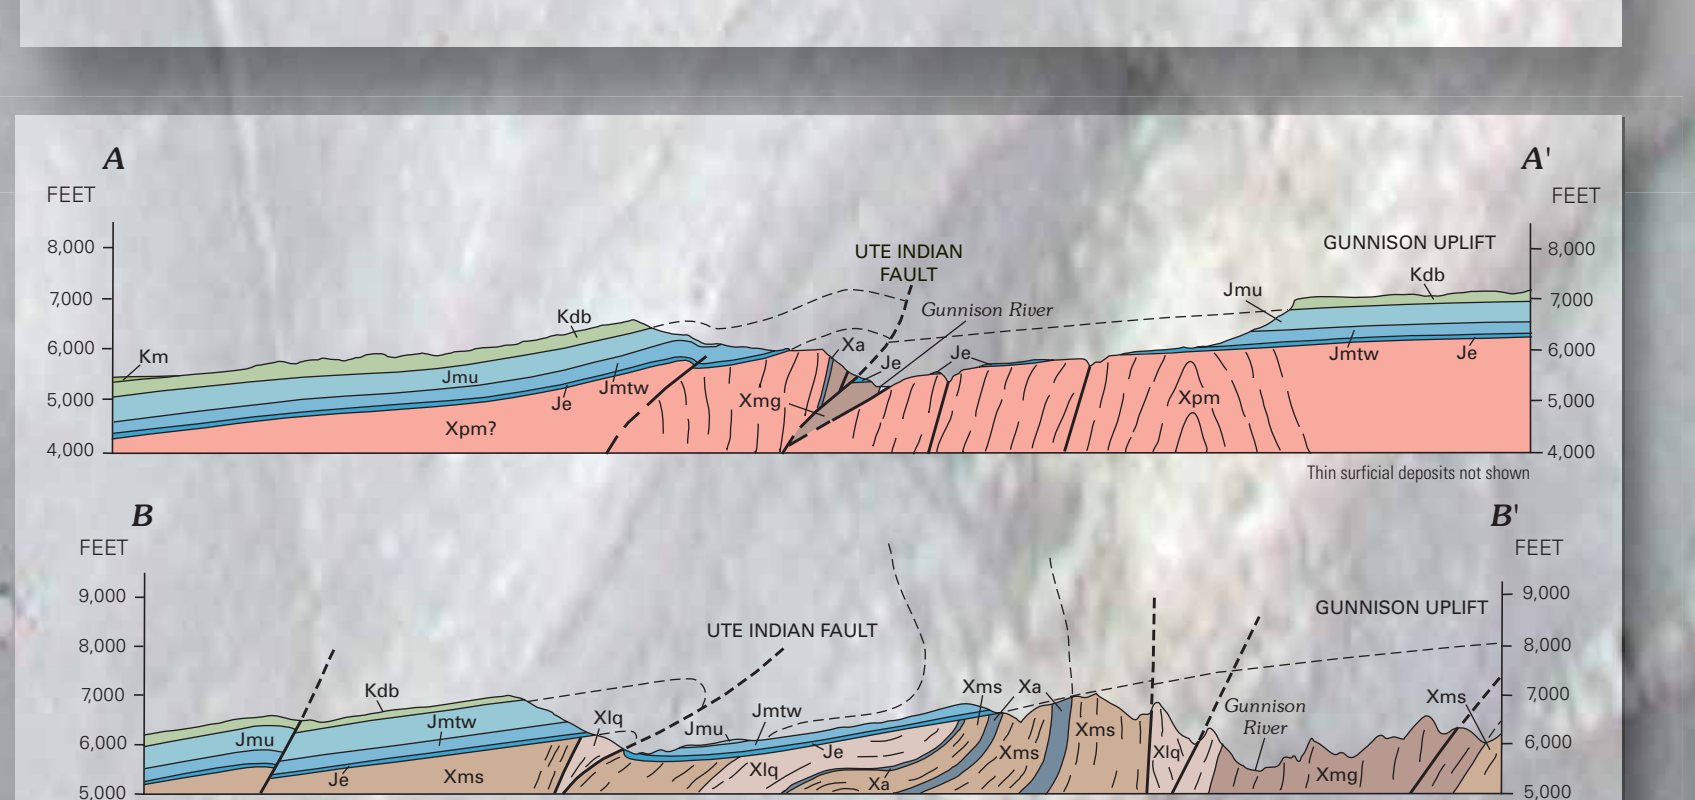 A
A'
FEET
FEET
8,000
7,000
6,000
5,000
4,000
UTE INDIAN
FAULT
GUNNISON UPLIFT
8,000
7,000
6,000
5,000
4,000
Kdb
Jmu
Gunnison River
Kdb
Km
Xa
Je
Je
Jmtw
Je
Jmu
Jmtw
Je
Xmg
Xpm
Xpm?
Thin surficial deposits not shown
B
B'
FEET
FEET
9,000
8,000
7,000
6,000
5,000
9,000
8,000
7,000
6,000
5,000
GUNNISON UPLIFT
UTE INDIAN FAULT
Kdb
Xms
Xa
Xms
Gunnison
River
Jmtw
Xlq
Jmtw
Jmu
Jmu
Xms
Je
Xms
Xlq
Xlq
Je
Xms
Xa
Xmg